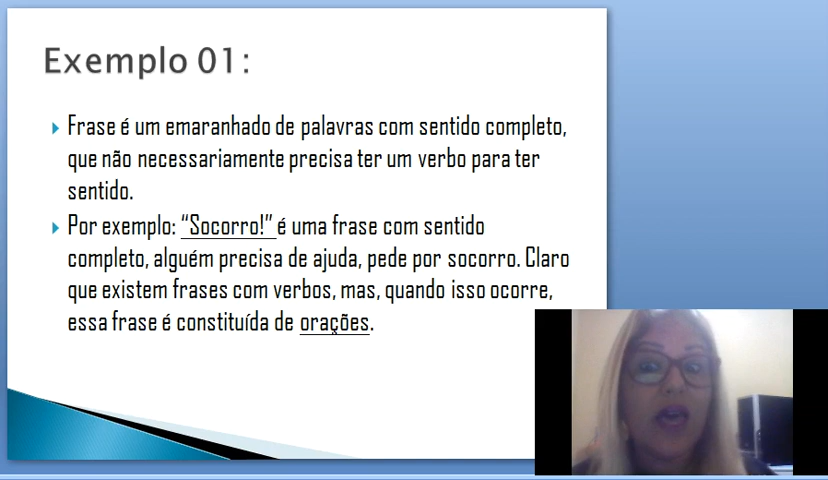 Exemplo 01:
Frase é um emaranhado de palavras com sentido completo,
que não necessariamente precisa ter um verbo para ter
sentido.
Por exemplo: “Socorro!” é uma frase com sentido
completo, alguém precisa de ajuda, pede por socorro. Claro
que existem frases com verbos, mas, quando isso ocorre,
essa frase é constituída de orações.